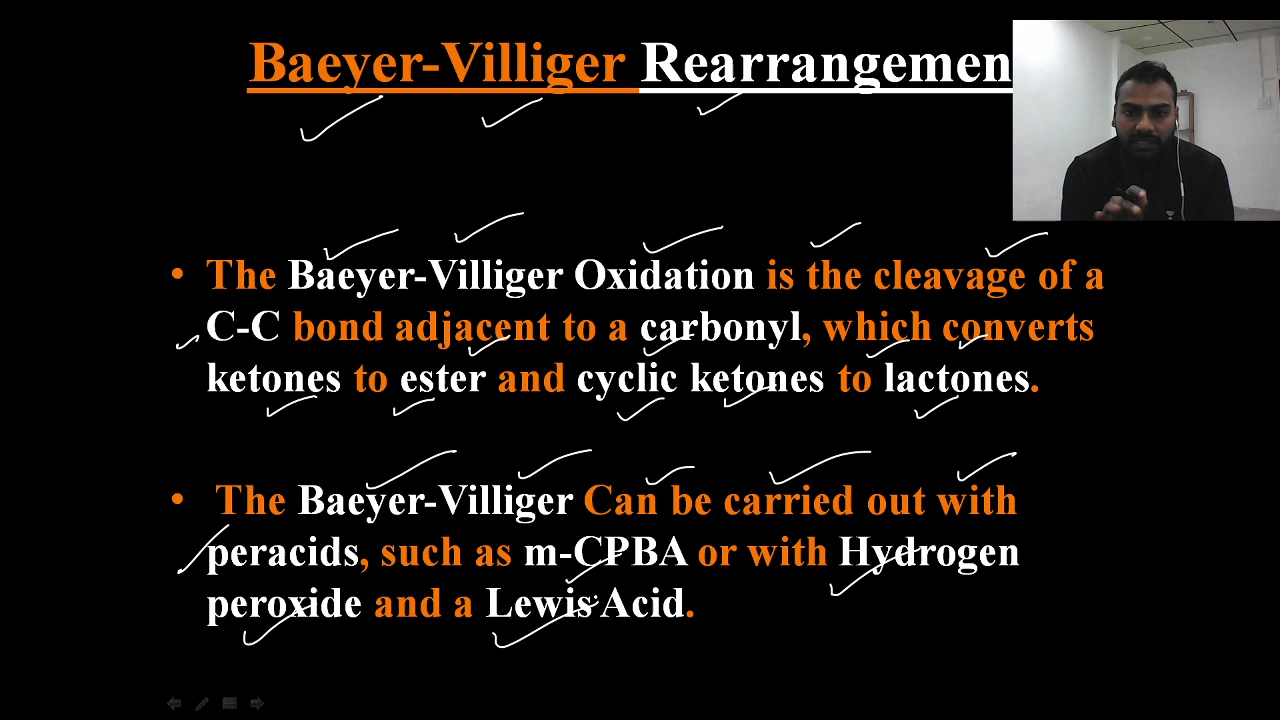 Baeyer-Villiger Rearrangemen
• The Baeyer-Villiger Oxidation is the cleavage of a
C-C bond adjacent to a carbonyl, which converts
ketones to ester and cyclic ketones to lactones.
• The Baeyer-Villiger Can be carried out with
peracids, such as m-CPBA or with Hydrogen
peroxide and a Lewis Acid.